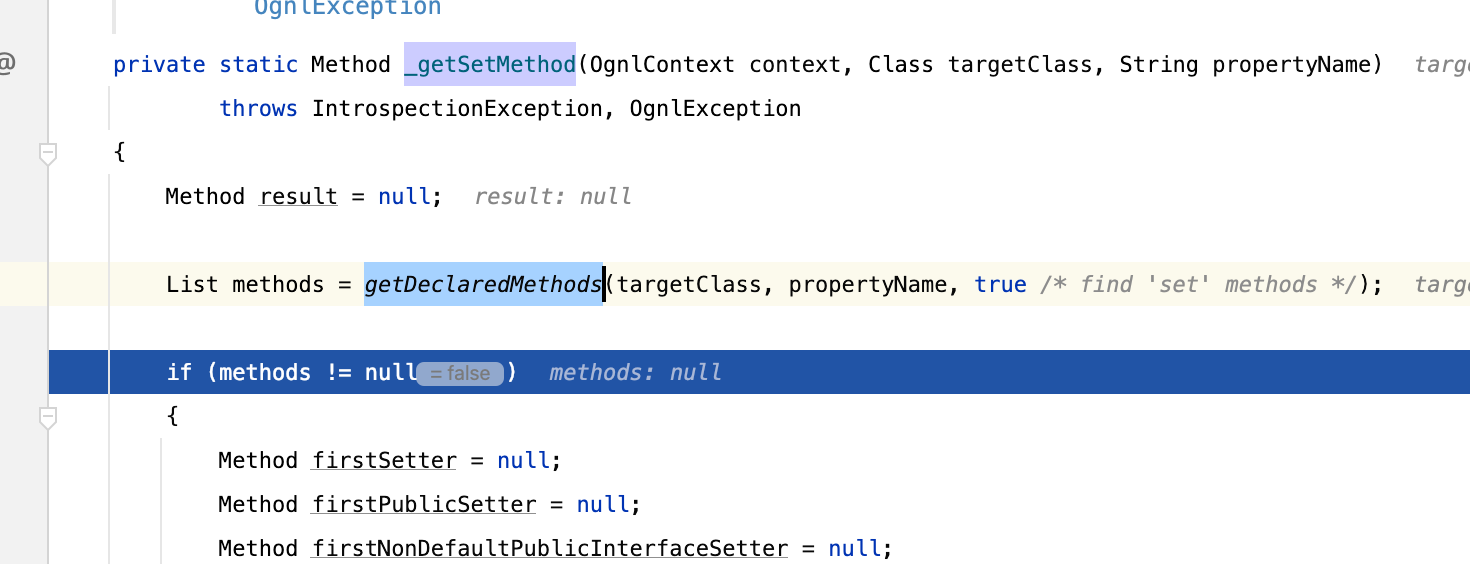 OgnlException
@
private static Method _getSetMethod(OgnlContext context, Class targetClass, String propertyName)
throws IntrospectionException, OgnlException
{
Method result = null; result: null
List methods = getDeclaredMethods(targetClass, propertyName, true /* find 'set' methods */);
if (methods != null = false ) methods: null
{
Method firstSetter = null;
Method firstPublicSetter = null;
Method firstNonDefaultPublicInterfaceSetter = null;